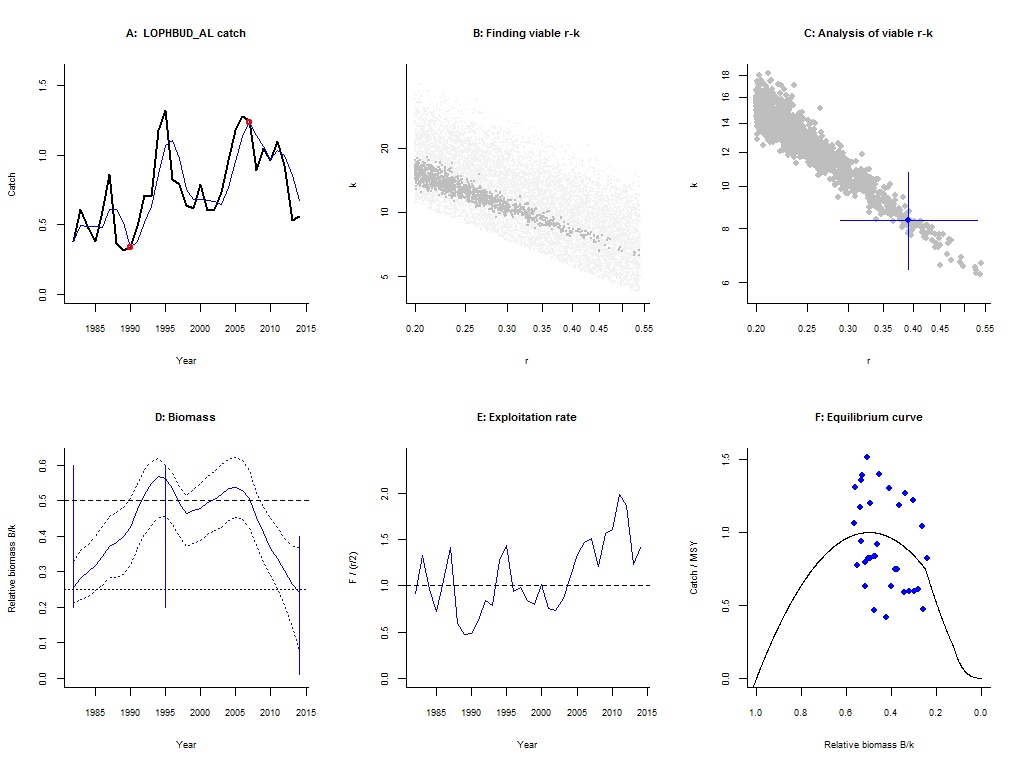 A: LOPHBUD_AL catch
Catch
0.0 0.5 1.0 1.5
1985 1990 1995 2000 2005 2010 2015
Year
B: Finding viable r-k
k
5 10 20
0.20 0.25 0.30 0.35 0.40 0.45 0.55
r
C: Analysis of viable r-k
k
6 8 10 12 14 16 18
0.20 0.25 0.30 0.35 0.40 0.45 0.55
r
D: Biomass
Relative biomass B/k
0.0 0.1 0.2 0.3 0.4 0.5 0.6
1985 1990 1995 2000 2005 2010 2015
Year
E: Exploitation rate
F / (r/2)
0.0 0.5 1.0 1.5 2.0
1985 1990 1995 2000 2005 2010 2015
Year
F: Equilibrium curve
Catch / MSY
0.0 0.5 1.0 1.5
1.0 0.8 0.6 0.4 0.2 0.0
Relative biomass B/k